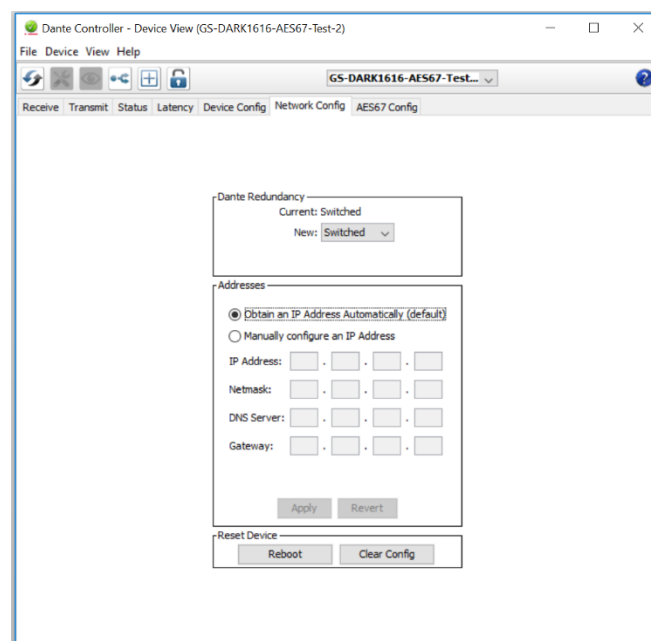 Dante Controller - Device View (GS-DARK1616-AES67-Test-2)
File Device View Help
GS-DARK1616-AES67-Test...
?
Receive Transmit Status Latency Device Config Network Config AES67 Config
Dante Redundancy
Current: Switched
New: Switched
Addresses
Obtain an IP Address Automatically (default)
Manually configure an IP Address
IP Address: . . .
Netmask: . . .
DNS Server: . . .
Gateway: . . .
Apply Revert
Reset Device
Reboot Clear Config